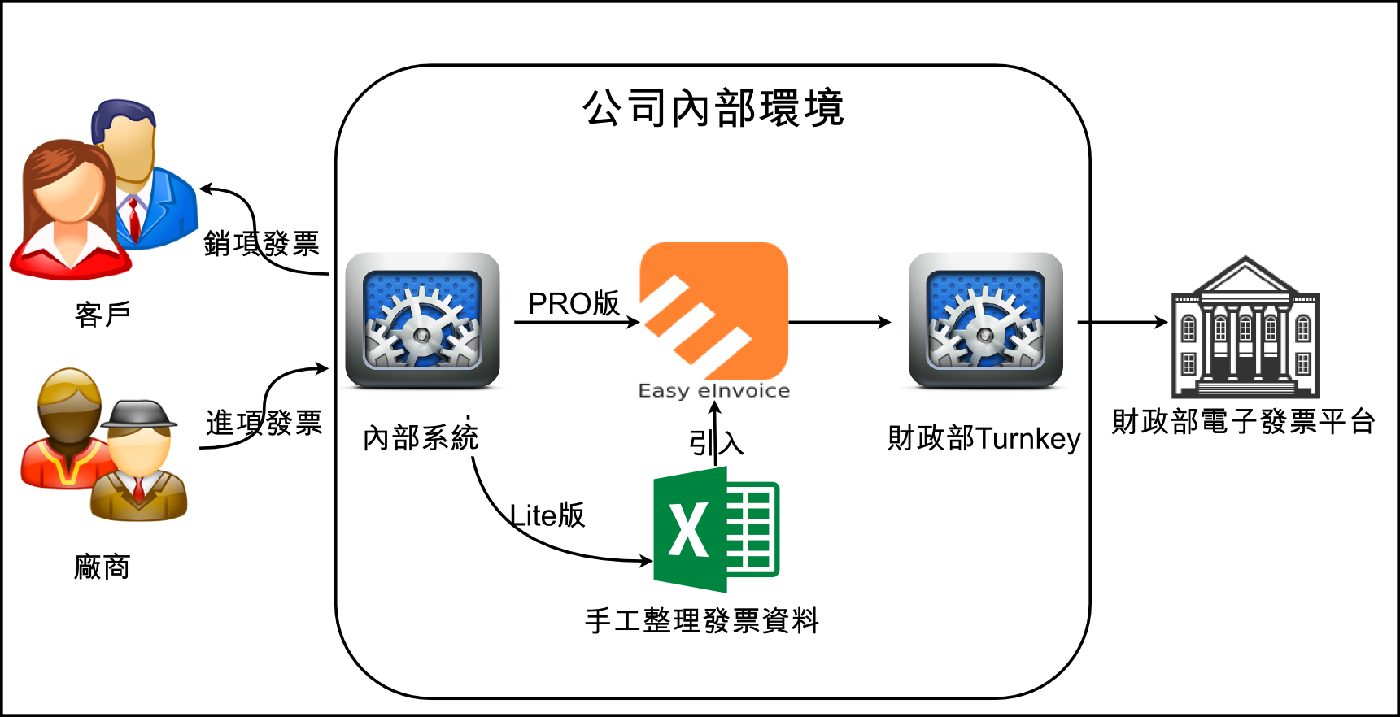 公司內部環境
銷項發票
客戶
PRO版
Easy eInvoice
進項發票
內部系統
引入
財政部Turnkey
財政部電子發票平台
Lite版
廠商
X
手工整理發票資料